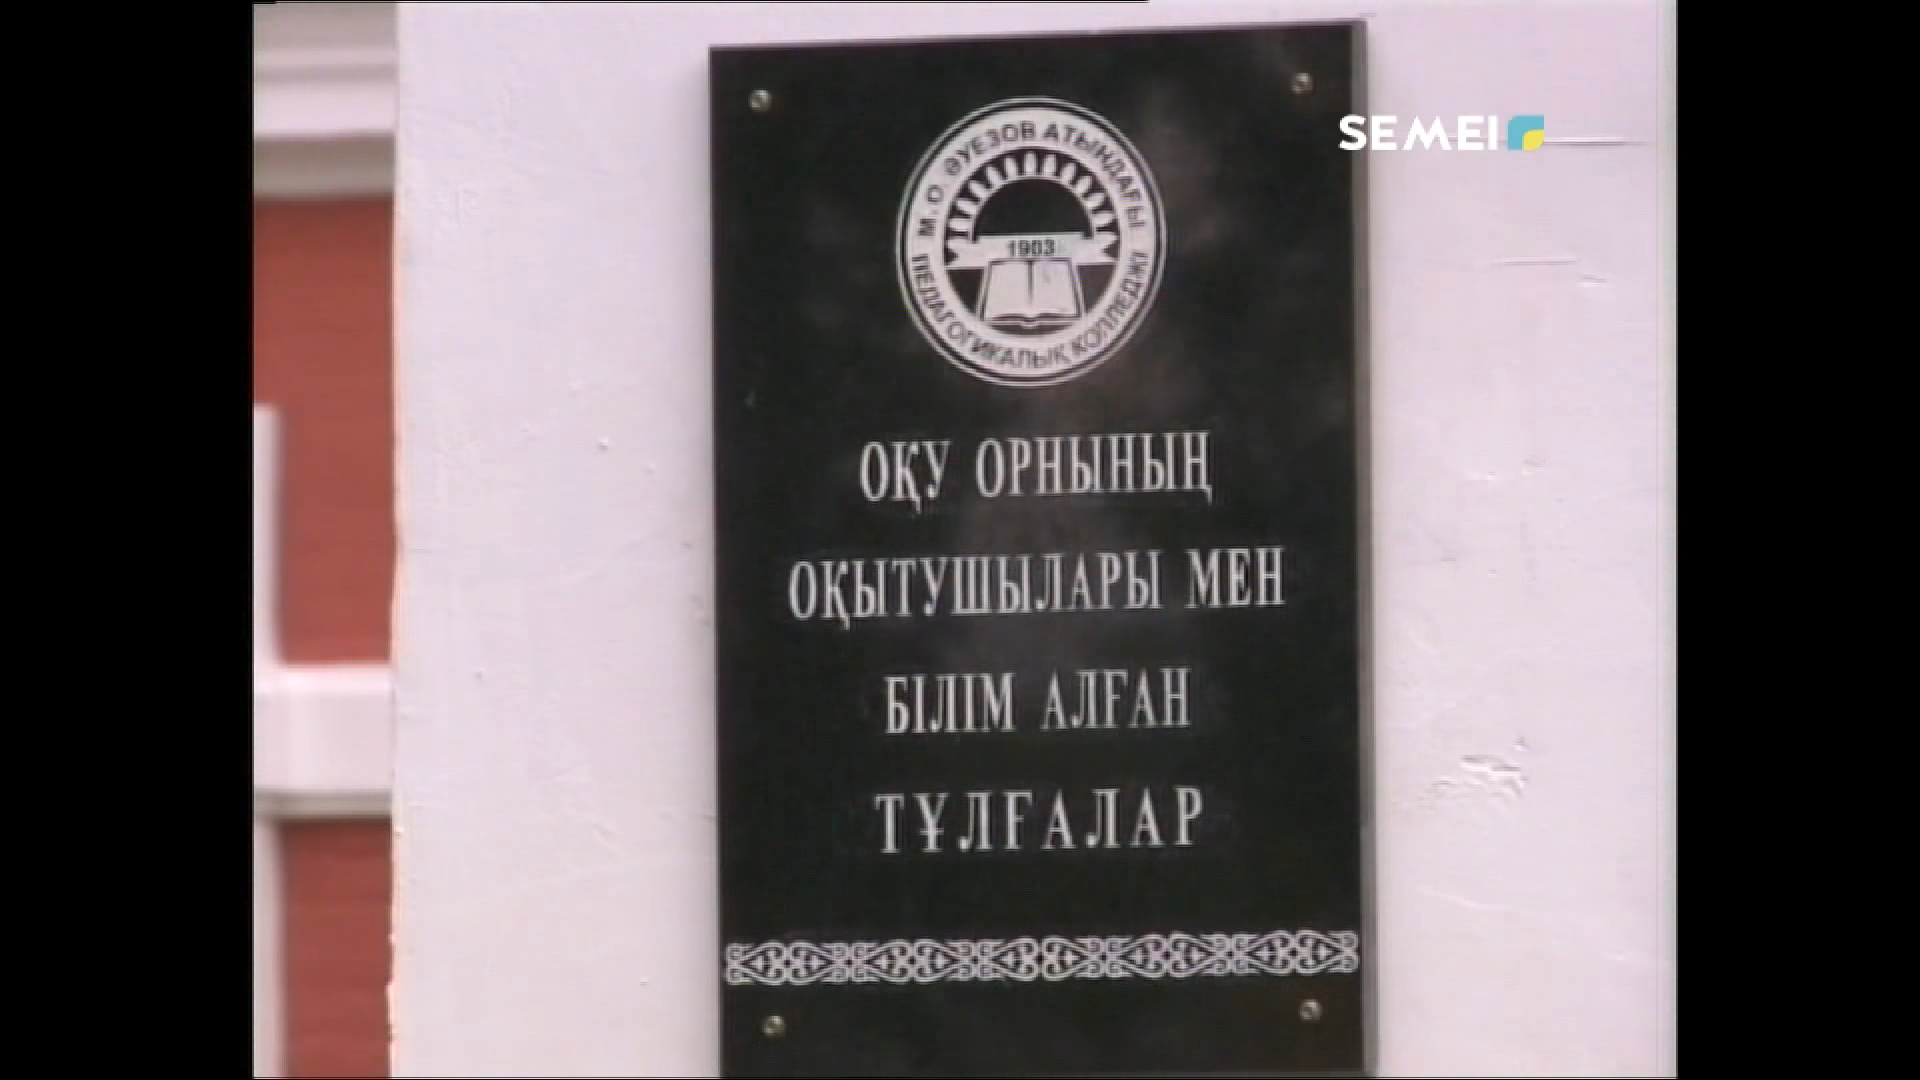 SEMEI
М.О. ӘУЕЗОВ АТЫНДАҒЫ
1903
ПЕДАГОГИКАЛЫҚ КОЛЛЕДЖІ
ОҚУ ОРНЫНЫҢ
ОҚЫТУШЫЛАРЫ МЕН
БІЛІМ АЛҒАН
ТҰЛҒАЛАР